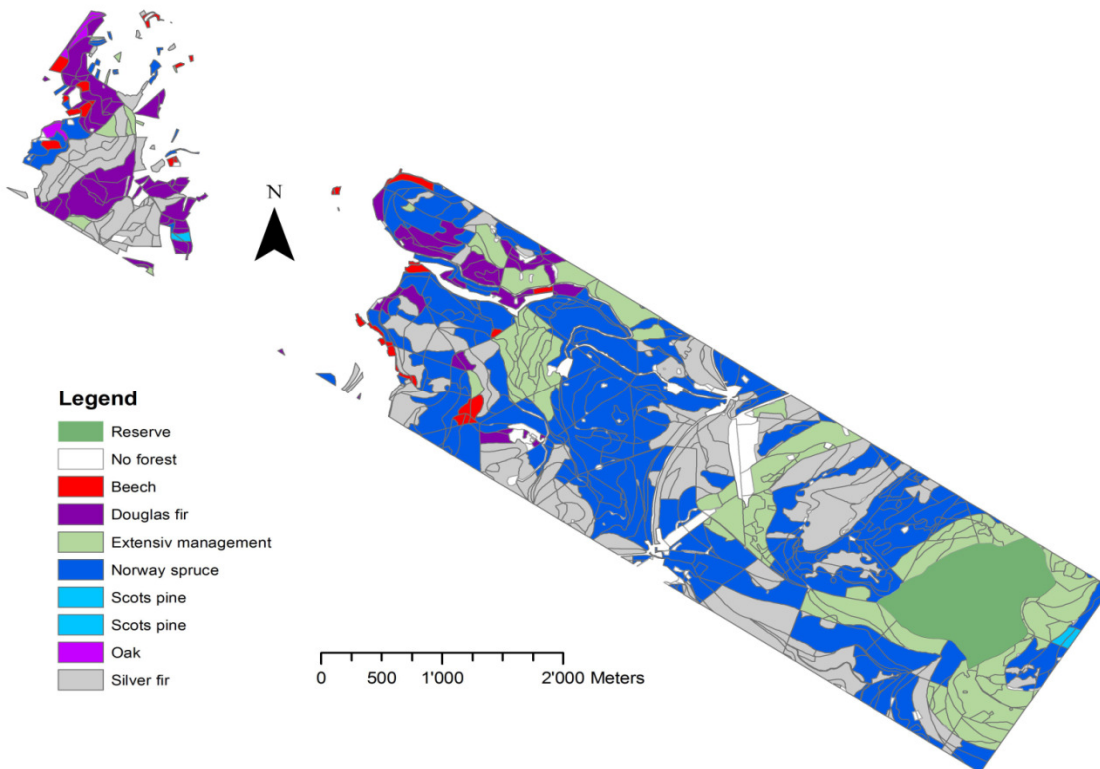 N
Legend
Reserve
No forest
Beech
Douglas fir
Extensiv management
Norway spruce
Scots pine
Scots pine
Oak
Silver fir
0 500 1'000 2'000 Meters